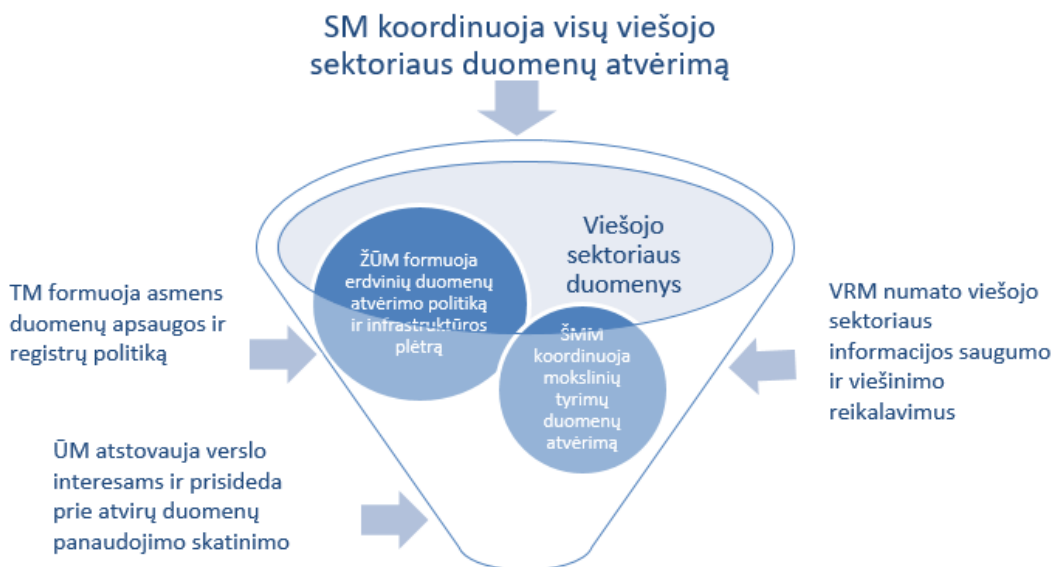 SM koordinuoja visų viešojo
sektoriaus duomenų atvėrimą
Viešojo
sektoriaus
duomenys
ŽŪM formuoja
erdvinių duomenų
atvėrimo politiką
ir infrastruktūros
plėtrą
ŠMM
koordinuoja
mokslinių
tyrimų
duomenų
atvėrimą
TM formuoja asmens
duomenų apsaugos ir
registrų politiką
VRM numato viešojo
sektoriaus
informacijos saugumo
ir viešinimo
reikalavimus
ŪM atstovauja verslo
interesams ir prisideda
prie atvirų duomenų
panaudojimo skatinimo